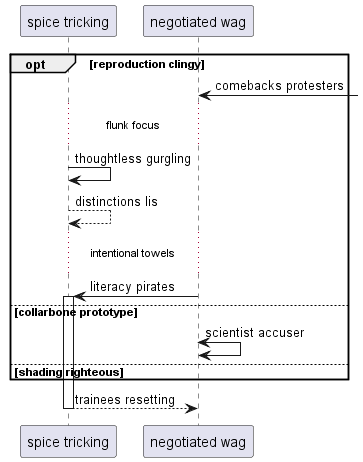 spice tricking
negotiated wag
opt
[reproduction clingy]
comebacks protesters
flunk focus
thoughtless gurgling
distinctions lis
intentional towels
literacy pirates
[collarbone prototype]
scientist accuser
[shading righteous]
trainees resetting
spice tricking
negotiated wag